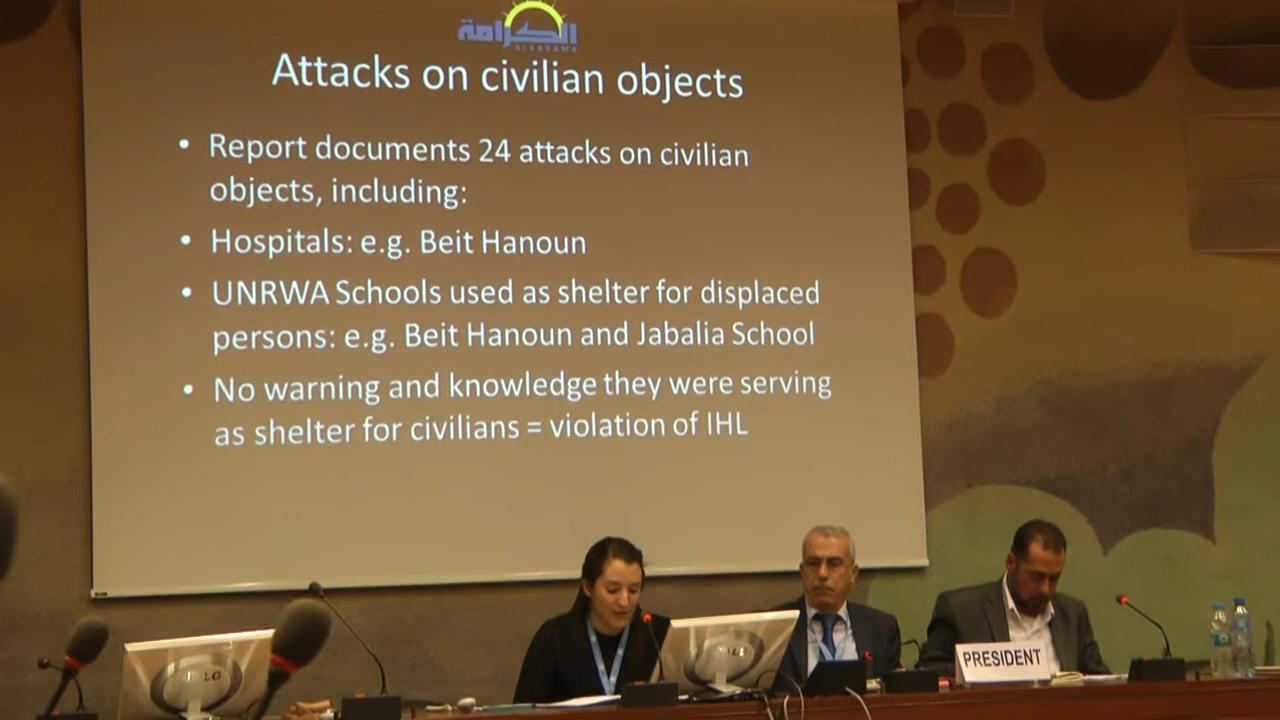 الكرامة
ALKARAMA
Attacks on civilian objects
• Report documents 24 attacks on civilian
objects, including:
• Hospitals: e.g. Beit Hanoun
• UNRWA Schools used as shelter for displaced
persons: e.g. Beit Hanoun and Jabalia School
• No warning and knowledge they were serving
as shelter for civilians = violation of IHL
LG
PRESIDENT